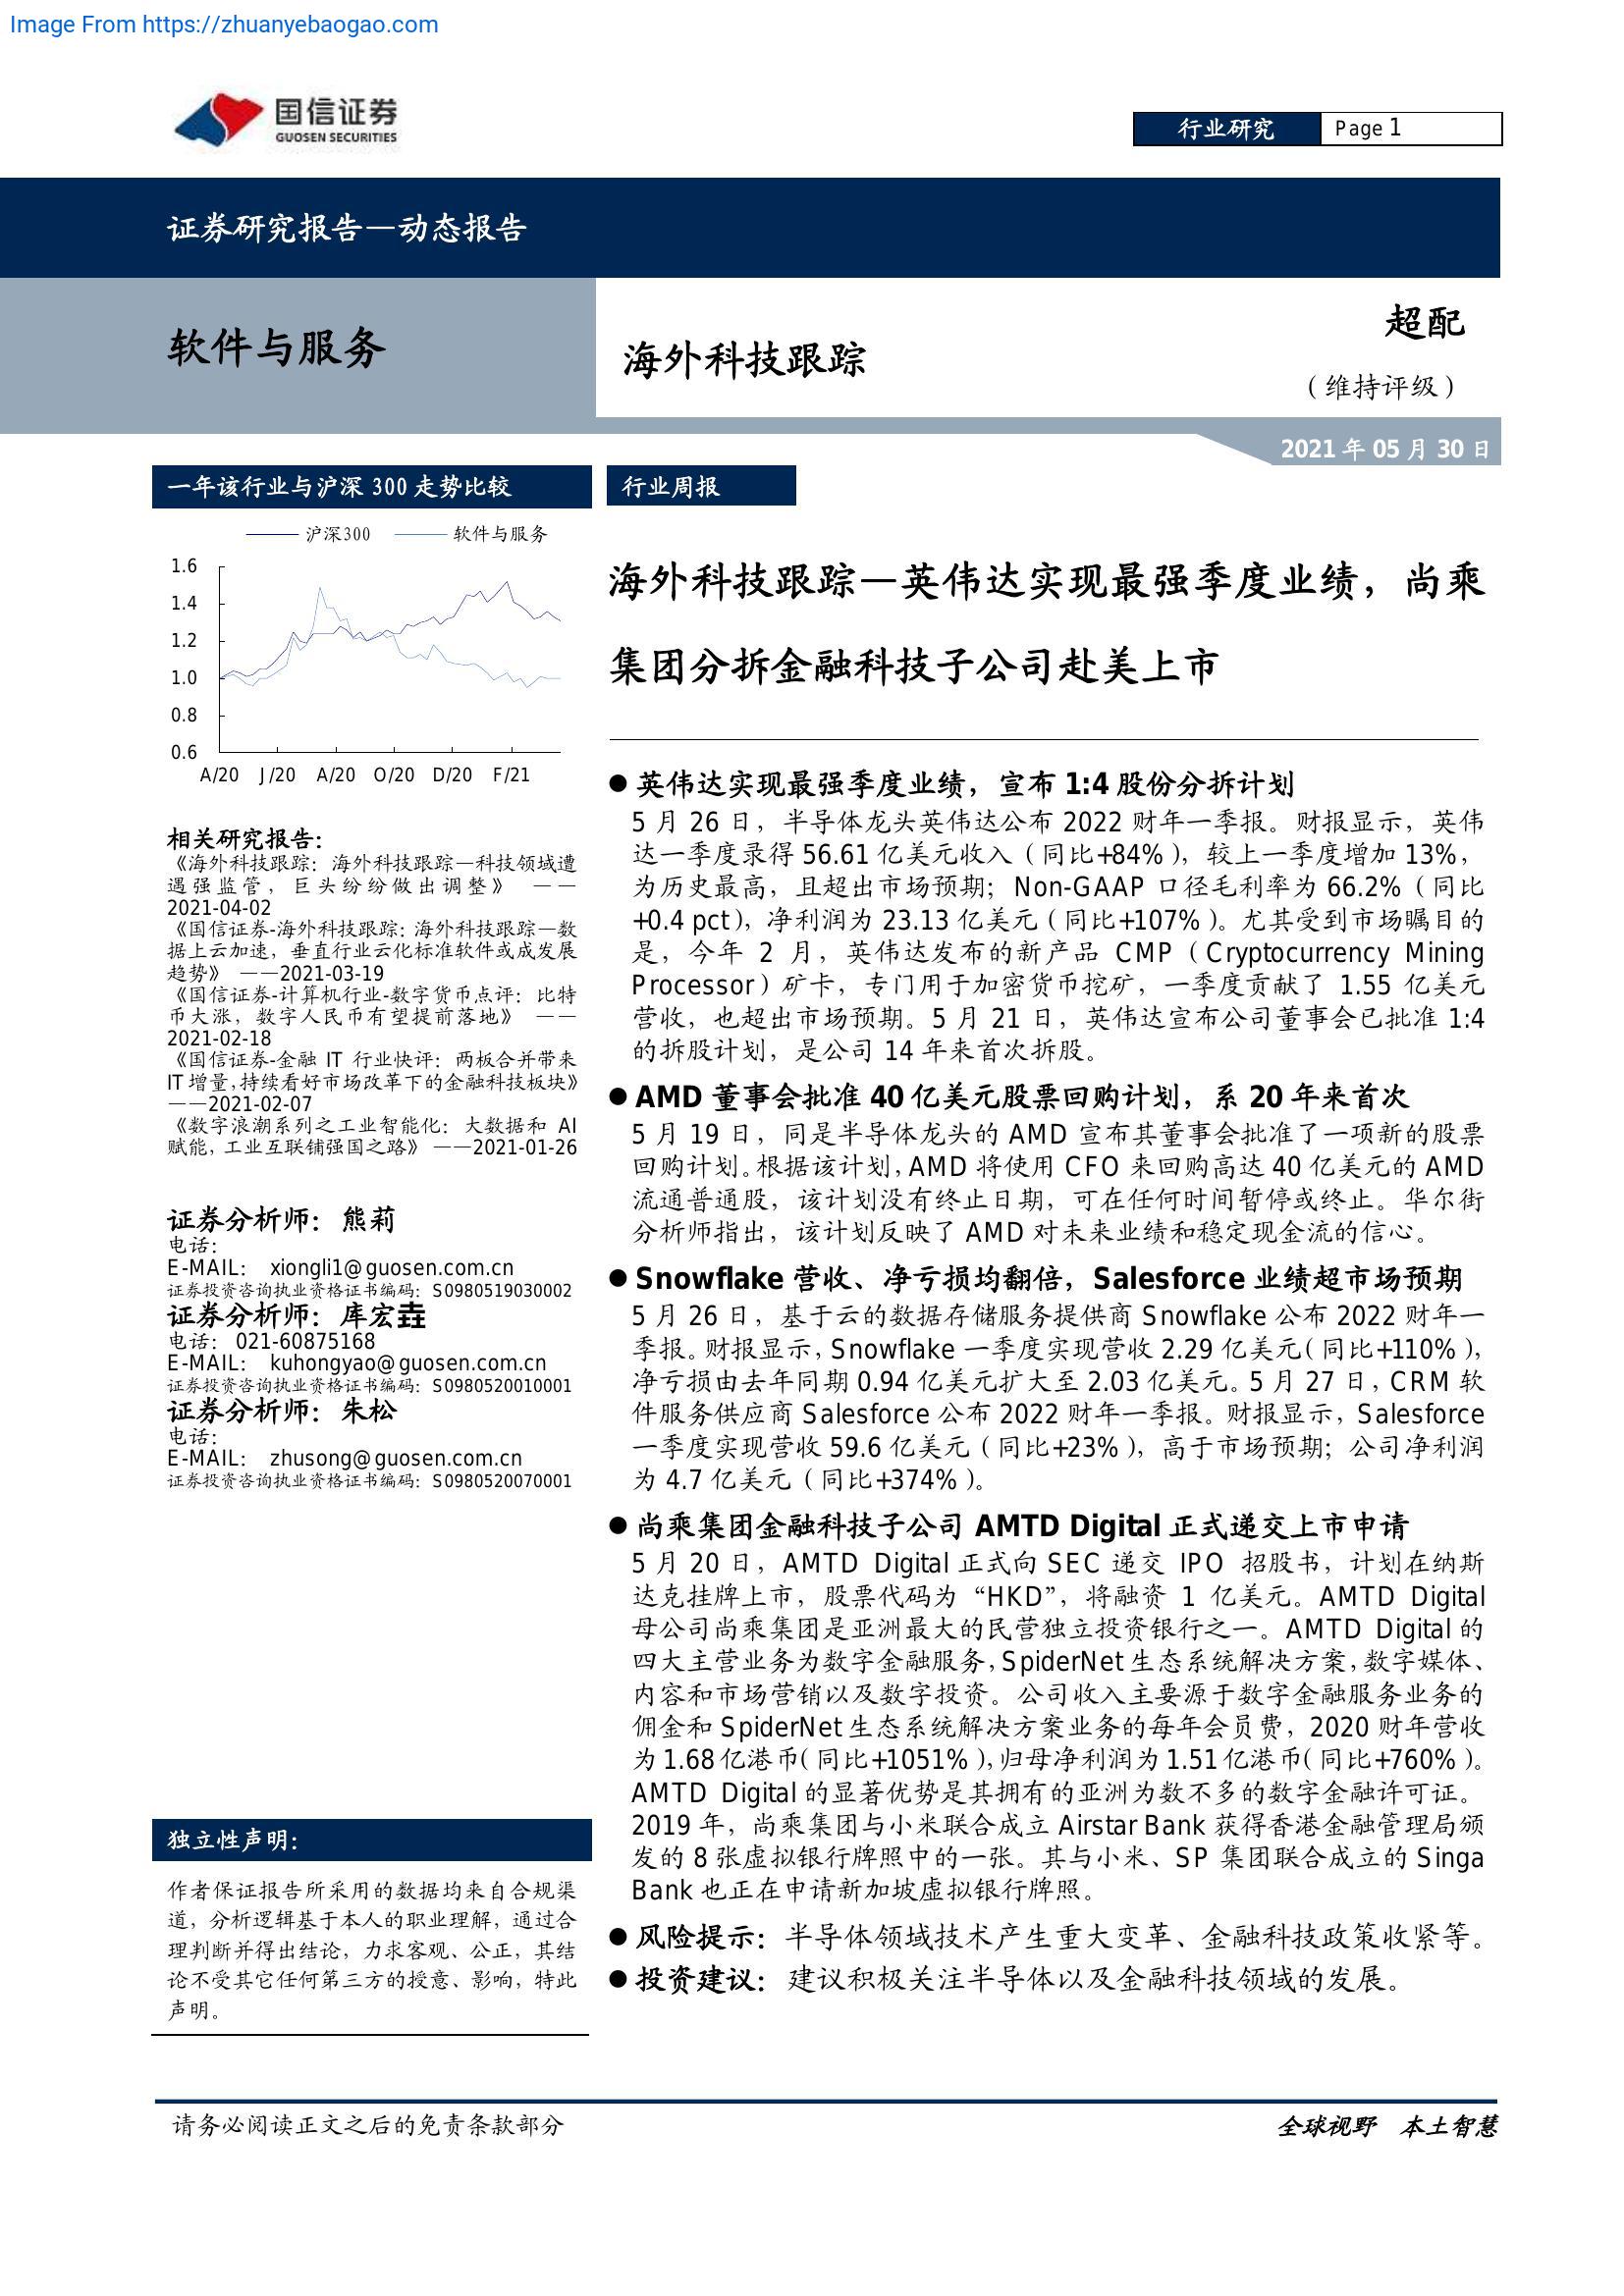 Image From https://zhuanyebaogao.com
国信证券
GUOSEN SECURITIES
行业研究
Page 1
证券研究报告—动态报告
软件与服务
海外科技跟踪
超配
（维持评级）
2021 年 05 月 30 日
一年该行业与沪深 300 走势比较
沪深300 软件与服务
1.6
1.4
1.2
1.0
0.8
0.6
A/20 J/20 A/20 O/20 D/20 F/21
相关研究报告：
《海外科技跟踪：海外科技跟踪—科技领域遭
遇强监管，巨头纷纷做出调整》 ——
2021-04-02
《国信证券-海外科技跟踪：海外科技跟踪—数
据上云加速，垂直行业云化标准软件或成发展
趋势》 ——2021-03-19
《国信证券-计算机行业-数字货币点评：比特
币大涨，数字人民币有望提前落地》 ——
2021-02-18
《国信证券-金融 IT 行业快评：两板合并带来
IT 增量，持续看好市场改革下的金融科技板块》
——2021-02-07
《数字浪潮系列之工业智能化：大数据和 AI
赋能，工业互联铺强国之路》 ——2021-01-26
证券分析师：熊莉
电话：
E-MAIL： xiongli1@guosen.com.cn
证券投资咨询执业资格证书编码：S0980519030002
证券分析师：库宏垚
电话： 021-60875168
E-MAIL： kuhongyao@guosen.com.cn
证券投资咨询执业资格证书编码：S0980520010001
证券分析师：朱松
电话：
E-MAIL： zhusong@guosen.com.cn
证券投资咨询执业资格证书编码：S0980520070001
独立性声明：
作者保证报告所采用的数据均来自合规渠
道，分析逻辑基于本人的职业理解，通过合
理判断并得出结论，力求客观、公正，其结
论不受其它任何第三方的授意、影响，特此
声明。
行业周报
海外科技跟踪—英伟达实现最强季度业绩，尚乘
集团分拆金融科技子公司赴美上市
● 英伟达实现最强季度业绩，宣布 1:4 股份分拆计划
5 月 26 日，半导体龙头英伟达公布 2022 财年一季报。财报显示，英伟
达一季度录得 56.61 亿美元收入（同比+84%），较上一季度增加 13%，
为历史最高，且超出市场预期；Non-GAAP 口径毛利率为 66.2%（同比
+0.4 pct），净利润为 23.13 亿美元（同比+107%）。尤其受到市场瞩目的
是，今年 2 月，英伟达发布的新产品 CMP（Cryptocurrency Mining
Processor）矿卡，专门用于加密货币挖矿，一季度贡献了 1.55 亿美元
营收，也超出市场预期。5 月 21 日，英伟达宣布公司董事会已批准 1:4
的拆股计划，是公司 14 年来首次拆股。
● AMD 董事会批准 40 亿美元股票回购计划，系 20 年来首次
5 月 19 日，同是半导体龙头的 AMD 宣布其董事会批准了一项新的股票
回购计划。根据该计划，AMD 将使用 CFO 来回购高达 40 亿美元的 AMD
流通普通股，该计划没有终止日期，可在任何时间暂停或终止。华尔街
分析师指出，该计划反映了 AMD 对未来业绩和稳定现金流的信心。
● Snowflake 营收、净亏损均翻倍，Salesforce 业绩超市场预期
5 月 26 日，基于云的数据存储服务提供商 Snowflake 公布 2022 财年一
季报。财报显示，Snowflake 一季度实现营收 2.29 亿美元（同比+110%），
净亏损由去年同期 0.94 亿美元扩大至 2.03 亿美元。5 月 27 日，CRM 软
件服务供应商 Salesforce 公布 2022 财年一季报。财报显示，Salesforce
一季度实现营收 59.6 亿美元（同比+23%），高于市场预期；公司净利润
为 4.7 亿美元（同比+374%）。
● 尚乘集团金融科技子公司 AMTD Digital 正式递交上市申请
5 月 20 日，AMTD Digital 正式向 SEC 递交 IPO 招股书，计划在纳斯
达克挂牌上市，股票代码为“HKD”，将融资 1 亿美元。AMTD Digital
母公司尚乘集团是亚洲最大的民营独立投资银行之一。AMTD Digital 的
四大主营业务为数字金融服务，SpiderNet 生态系统解决方案，数字媒体、
内容和市场营销以及数字投资。公司收入主要源于数字金融服务业务的
佣金和 SpiderNet 生态系统解决方案业务的每年会员费，2020 财年营收
为 1.68 亿港币（同比+1051%），归母净利润为 1.51 亿港币（同比+760%）。
AMTD Digital 的显著优势是其拥有的亚洲为数不多的数字金融许可证。
2019 年，尚乘集团与小米联合成立 Airstar Bank 获得香港金融管理局颁
发的 8 张虚拟银行牌照中的一张。其与小米、SP 集团联合成立的 Singa
Bank 也正在申请新加坡虚拟银行牌照。
● 风险提示：半导体领域技术产生重大变革、金融科技政策收紧等。
● 投资建议：建议积极关注半导体以及金融科技领域的发展。
请务必阅读正文之后的免责条款部分
全球视野 本土智慧